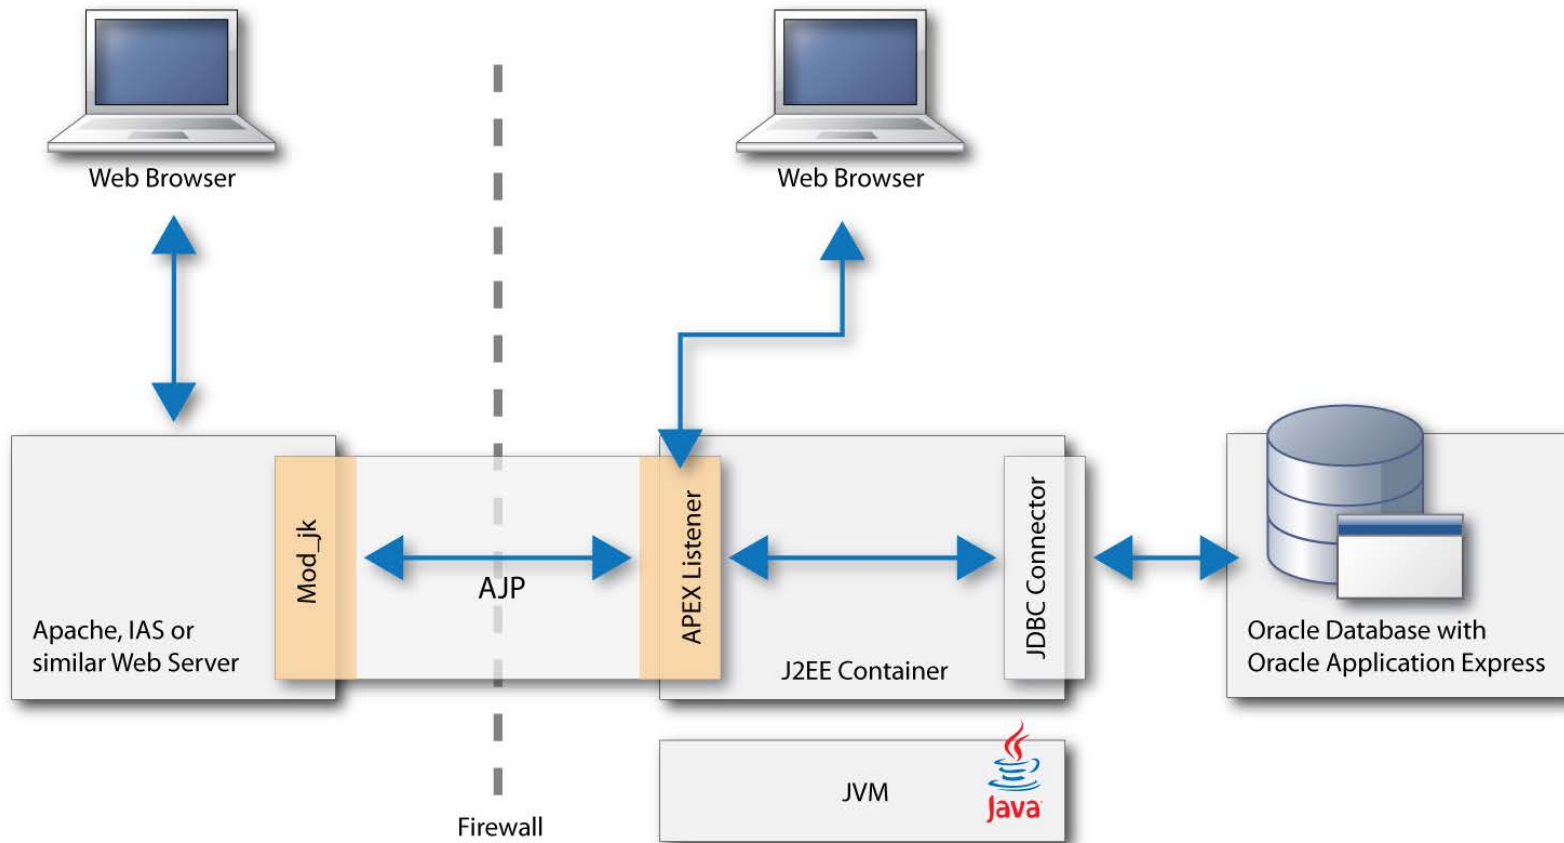 Web Browser
Web Browser
Mod_jk
AJP
APEX Listener
JDBC Connector
Apache, IAS or
similar Web Server
J2EE Container
Oracle Database with
Oracle Application Express
JVM
Java
Firewall